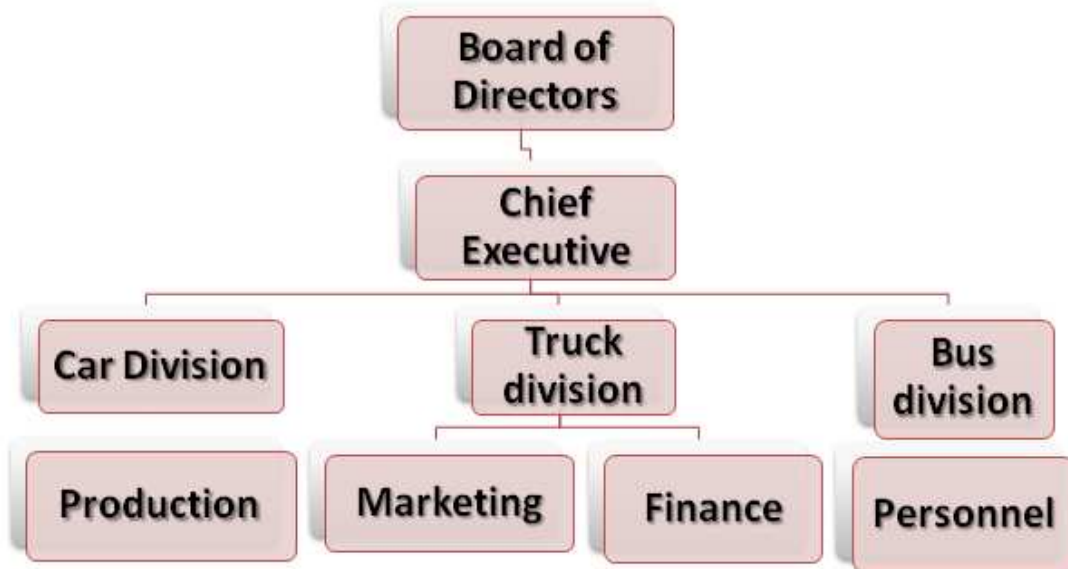 Board of
Directors
Chief
Executive
Car Division
Truck
division
Bus
division
Production
Marketing
Finance
Personnel